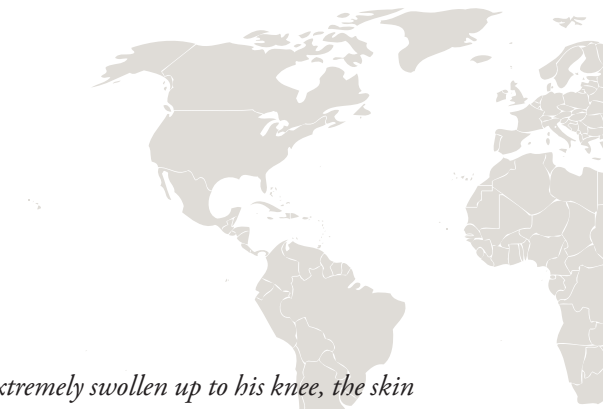 xtremely swollen up to his knee, the skin